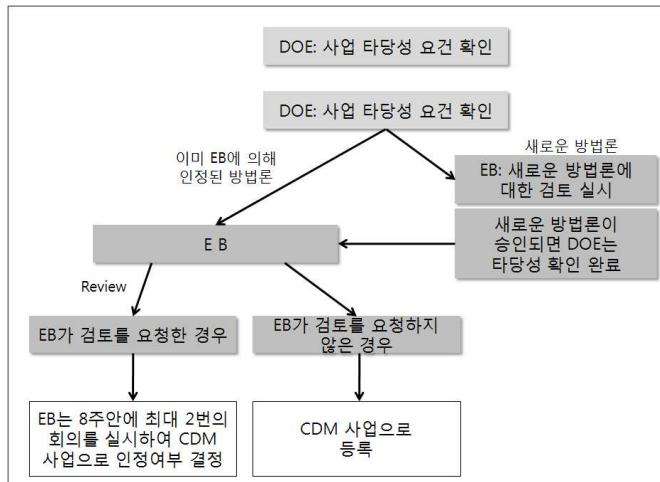 DOE: 사업 타당성 요건 확인
DOE: 사업 타당성 요건 확인
이미 EB에 의해
인정된 방법론
새로운 방법론
EB: 새로운 방법론에
대한 검토 실시
새로운 방법론이
승인되면 DOE는
타당성 확인 완료
E B
Review
EB가 검토를 요청한 경우
EB가 검토를 요청하지
않은 경우
EB는 8주안에 최대 2번의
회의를 실시하여 CDM
사업으로 인정여부 결정
CDM 사업으로
등록